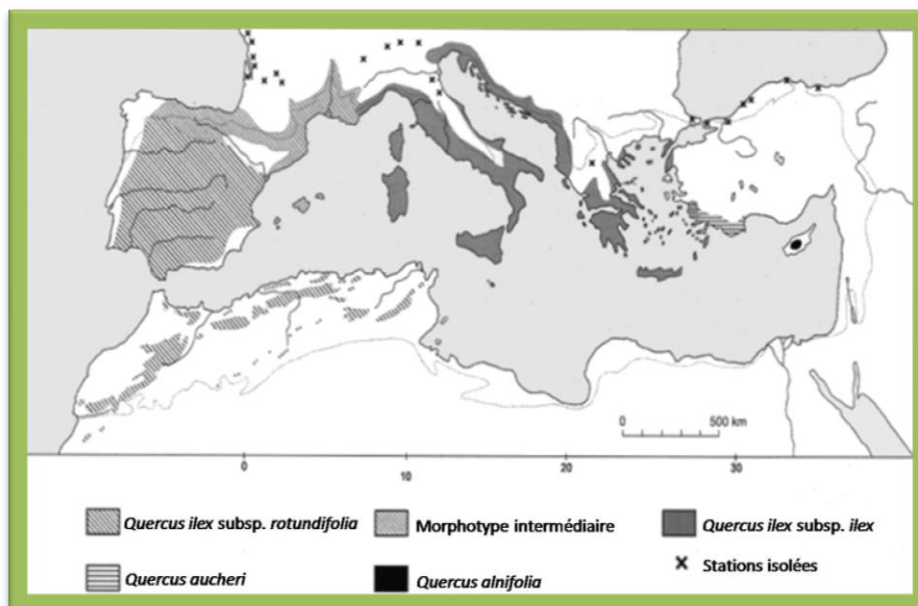 0 500 km
0 10 20 30
Quercus ilex subsp. rotundifolia Morphotype intermédiaire Quercus ilex subsp. ilex
Quercus aucheri Quercus alnifolia x Stations isolées